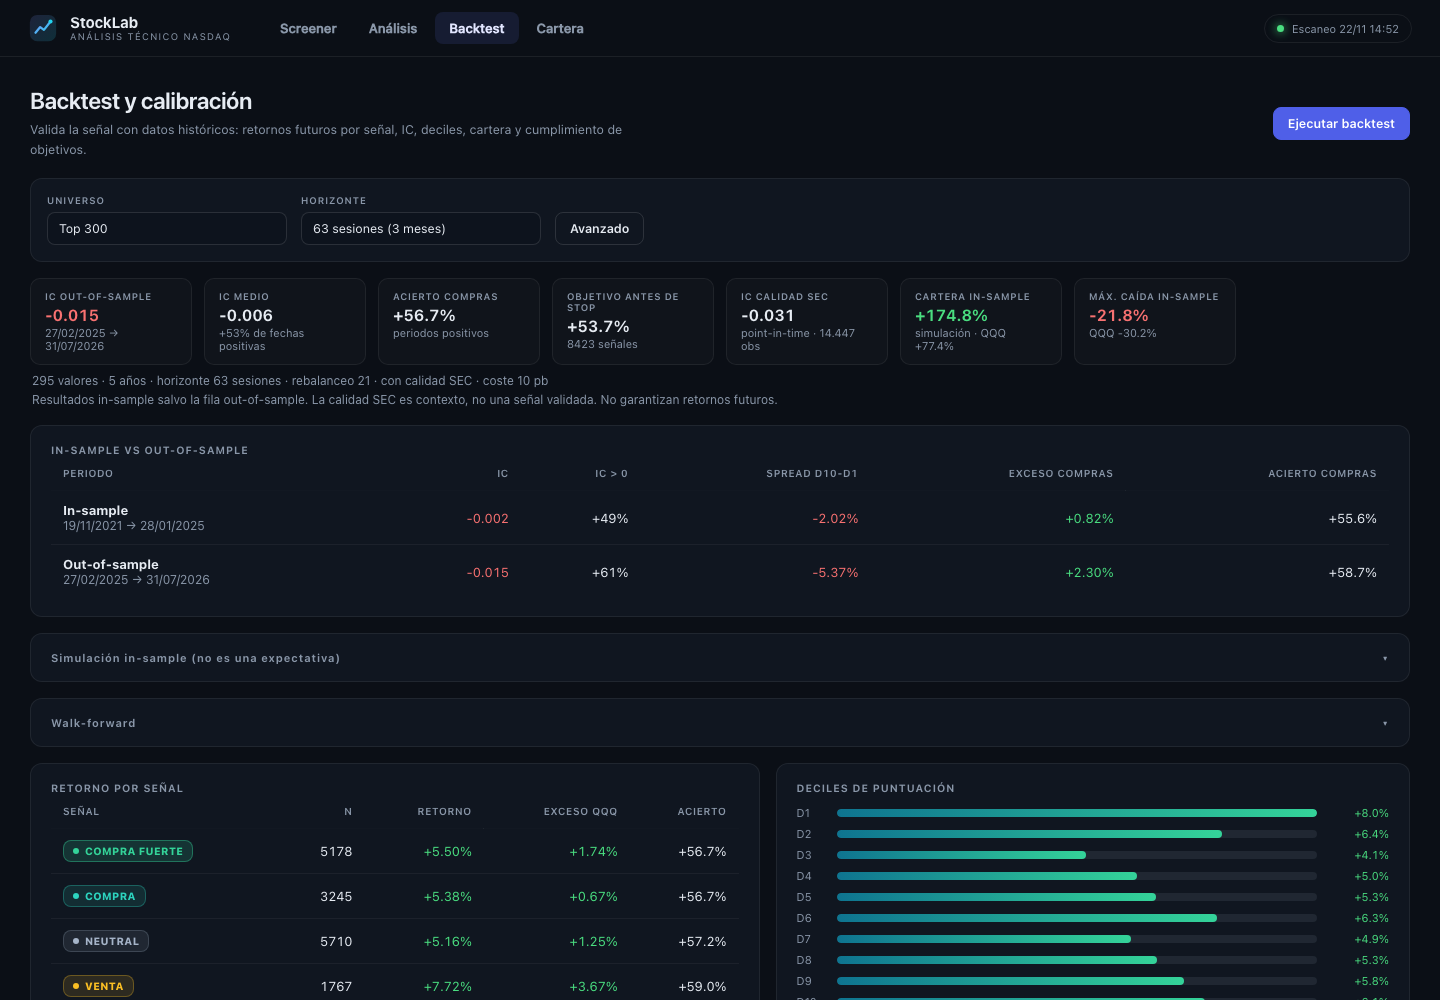 StockLab
ANÁLISIS TÉCNICO NASDAQ
Screener
Análisis
Backtest
Cartera
Escaneo 22/11 14:52
Backtest y calibración
Valida la señal con datos históricos: retornos futuros por señal, IC, deciles, cartera y cumplimiento de
objetivos.
Ejecutar backtest
UNIVERSO
Top 300
HORIZONTE
63 sesiones (3 meses)
Avanzado
IC OUT-OF-SAMPLE
-0.015
27/02/2025 →
31/07/2026
IC MEDIO
-0.006
+53% de fechas
positivas
ACIERTO COMPRAS
+56.7%
periodos positivos
OBJETIVO ANTES DE
STOP
+53.7%
8423 señales
IC CALIDAD SEC
-0.031
point-in-time · 14.447
obs
CARTERA IN-SAMPLE
+174.8%
simulación · QQQ
+77.4%
MÁX. CAÍDA IN-SAMPLE
-21.8%
QQQ -30.2%
295 valores · 5 años · horizonte 63 sesiones · rebalanceo 21 · con calidad SEC · coste 10 pb
Resultados in-sample salvo la fila out-of-sample. La calidad SEC es contexto, no una señal validada. No garantizan retornos futuros.
IN-SAMPLE VS OUT-OF-SAMPLE
PERIODO IC IC > 0 SPREAD D10-D1 EXCESO COMPRAS ACIERTO COMPRAS
In-sample
19/11/2021 → 28/01/2025
-0.002 +49% -2.02% +0.82% +55.6%
Out-of-sample
27/02/2025 → 31/07/2026
-0.015 +61% -5.37% +2.30% +58.7%
Simulación in-sample (no es una expectativa)
Walk-forward
RETORNO POR SEÑAL
SEÑAL N RETORNO EXCESO QQQ ACIERTO
COMPRA FUERTE 5178 +5.50% +1.74% +56.7%
COMPRA 3245 +5.38% +0.67% +56.7%
NEUTRAL 5710 +5.16% +1.25% +57.2%
VENTA 1767 +7.72% +3.67% +59.0%
DECILES DE PUNTUACIÓN
D1 +8.0%
D2 +6.4%
D3 +4.1%
D4 +5.0%
D5 +5.3%
D6 +6.3%
D7 +4.9%
D8 +5.3%
D9 +5.8%